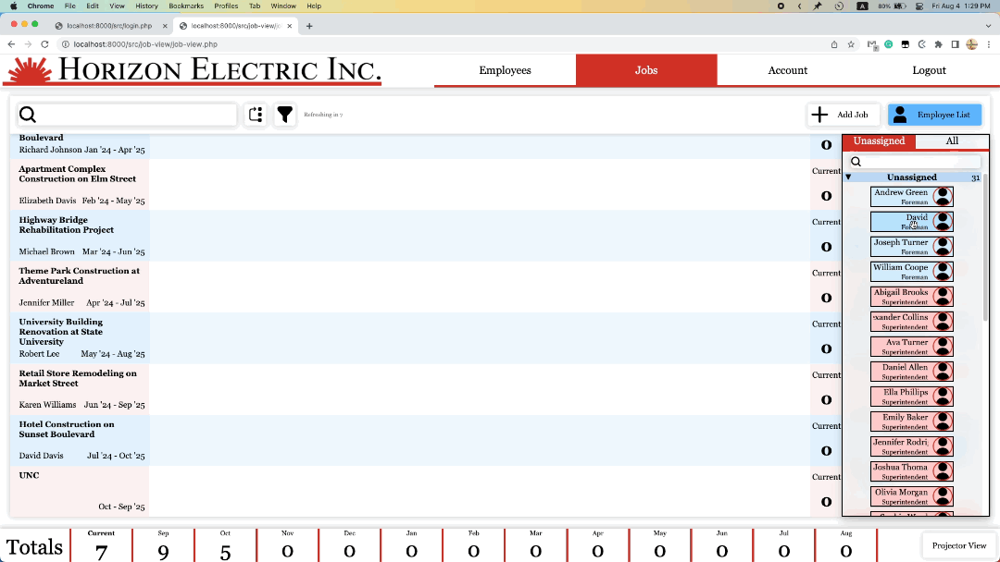 Chrome File Edit View History Bookmarks Profiles Tab Window Help
A 80% Fri Aug 4 1:29 PM
localhost:8000/src/login.php
localhost:8000/src/job-view/jo
localhost:8000/src/job-view/job-view.php
HORIZON ELECTRIC INC.
Employees Jobs Account Logout
Refreshing in 7
Add Job
Employee List
Boulevard
Richard Johnson Jan '24 - Apr '25
0
Apartment Complex
Construction on Elm Street
Elizabeth Davis Feb '24 - May '25
Current
0
Highway Bridge
Rehabilitation Project
Michael Brown Mar '24 - Jun '25
Current
0
Theme Park Construction at
Adventureland
Jennifer Miller Apr '24 - Jul '25
Current
0
University Building
Renovation at State
University
Robert Lee May '24 - Aug '25
Current
0
Retail Store Remodeling on
Market Street
Karen Williams Jun '24 - Sep '25
Current
0
Hotel Construction on
Sunset Boulevard
David Davis Jul '24 - Oct '25
Current
0
UNC
Oct - Sep '25
Current
0
Unassigned All
Unassigned 31
Andrew Green
Foreman
David
Foreman
Joseph Turner
Foreman
William Coope
Foreman
Abigail Brooks
Superintendent
xander Collins
Superintendent
Ava Turner
Superintendent
Daniel Allen
Superintendent
Ella Phillips
Superintendent
Emily Baker
Superintendent
Jennifer Rodri
Superintendent
Joshua Thoma
Superintendent
Olivia Morgan
Superintendent
Totals
Current 7
Sep 9
Oct 5
Nov 0
Dec 0
Jan 0
Feb 0
Mar 0
Apr 0
May 0
Jun 0
Jul 0
Aug 0
Projector View